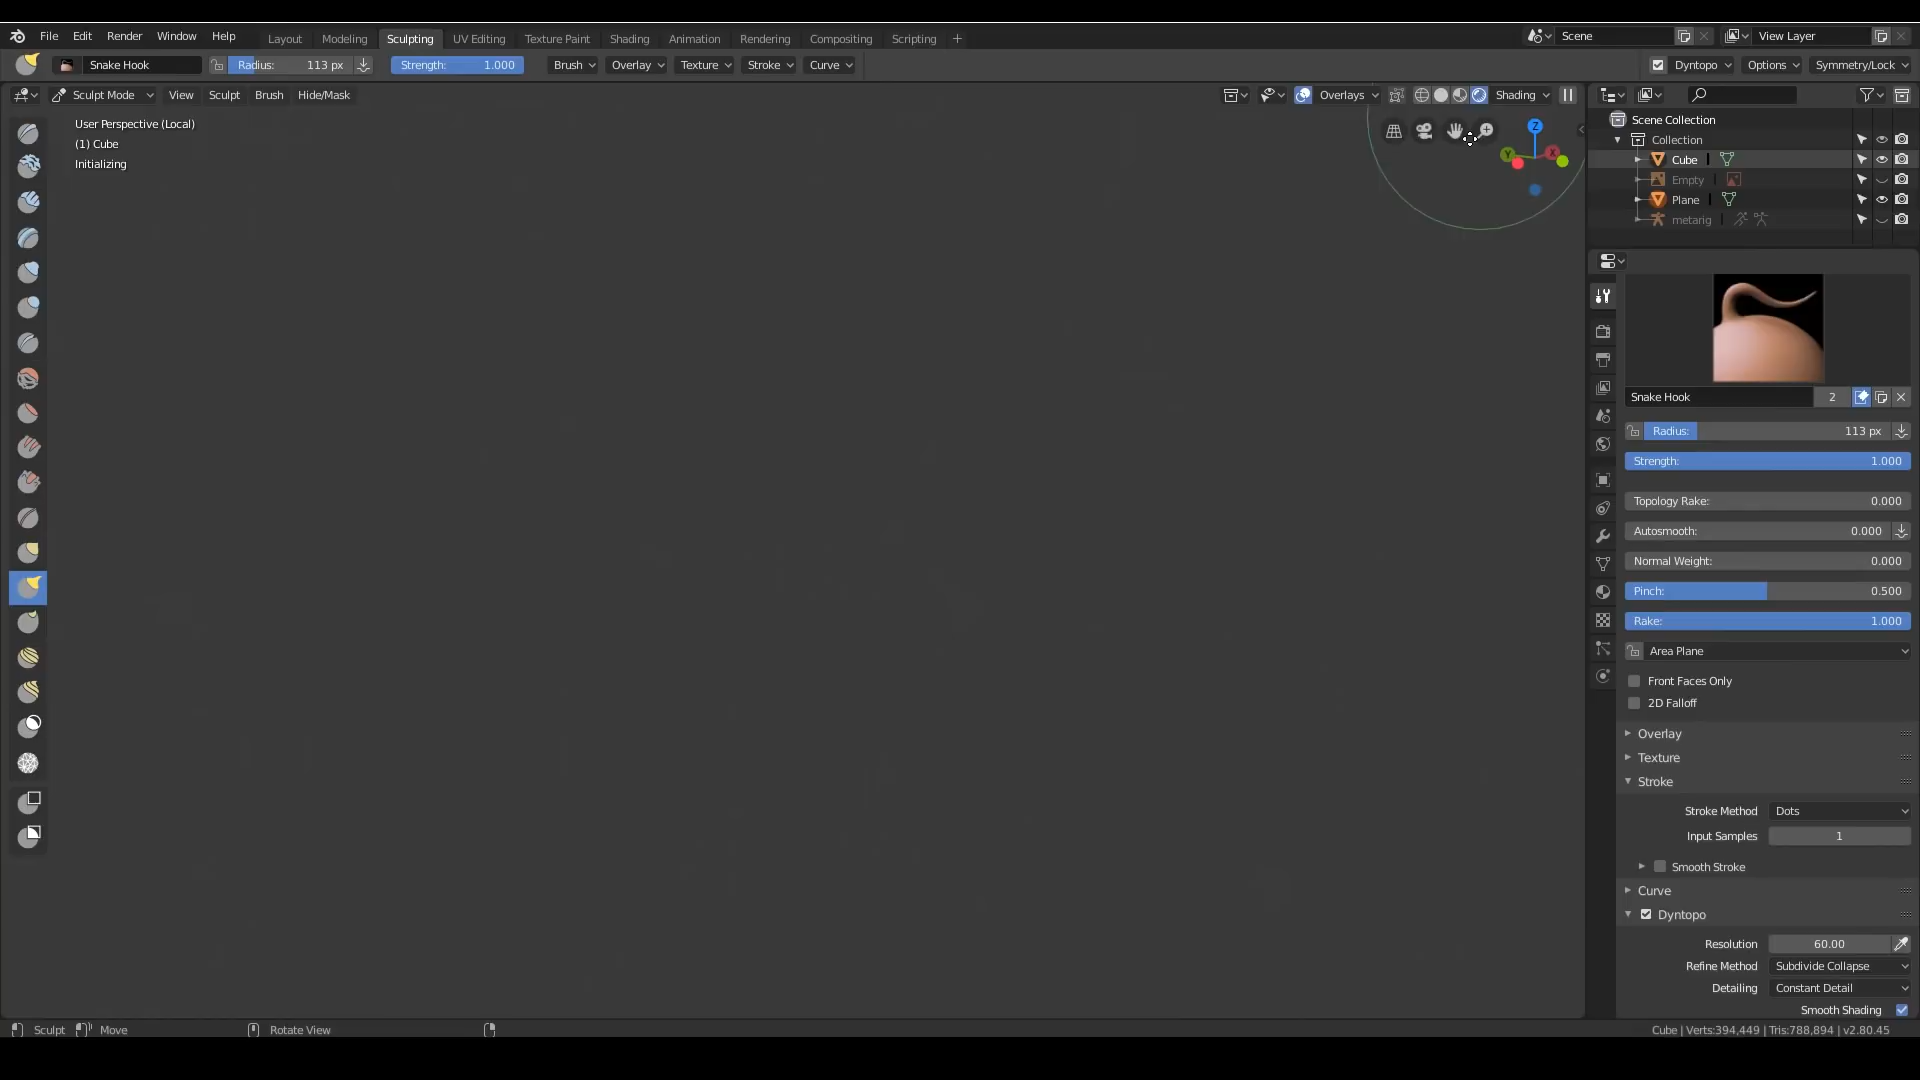 File Edit Render Window Help Layout Modeling Sculpting UV Editing Texture Paint Shading Animation Rendering Compositing Scripting + Scene View Layer
Snake Hook Radius: 113 px Strength: 1.000 Brush Overlay Texture Stroke Curve Dyntopo Options Symmetry/Lock
Sculpt Mode View Sculpt Brush Hide/Mask Overlays Shading
User Perspective (Local)
(1) Cube
Initializing
Z
Y
X
Scene Collection
Collection
Cube
Empty
Plane
metarig
Snake Hook 2
Radius: 113 px
Strength: 1.000
Topology Rake: 0.000
Autosmooth: 0.000
Normal Weight: 0.000
Pinch: 0.500
Rake: 1.000
Area Plane
Front Faces Only
2D Falloff
Overlay
Texture
Stroke
Stroke Method Dots
Input Samples 1
Smooth Stroke
Curve
Dyntopo
Resolution 60.00
Refine Method Subdivide Collapse
Detailing Constant Detail
Smooth Shading
Sculpt Move Rotate View Cube | Verts:394,449 | Tris:788,894 | v2.80.45